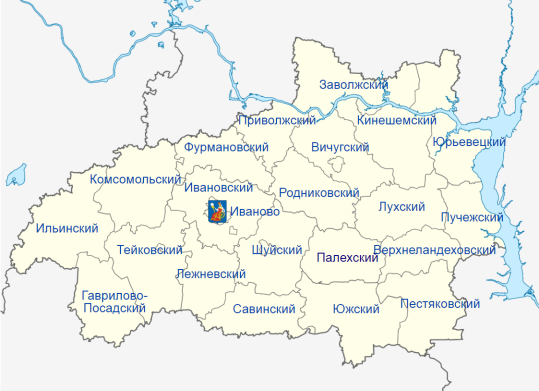 Заволжский
Приволжский
Кинешемский
Фурмановский
Вичугский
Юрьевецкий
Комсомольский
Ивановский
Родниковский
Лухский
Иваново
Пучежский
Ильинский
Тейковский
Шуйский
Палехский
Верхнеландеховский
Лежневский
Гаврилово-
Посадский
Савинский
Южский
Пестяковский